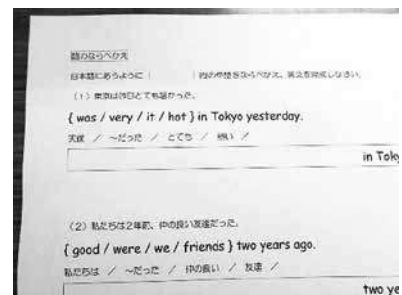 語のならべかえ
日本語にあうように { } 内の中語をならべかえ、英文を完成しなさい。
(1) 東京は昨日とても暑かった。
{ was / very / it / hot } in Tokyo yesterday.
天候 / ~だった / とても / 暑い /
in Tok
(2) 私たちは2年前、仲の良い友達だった。
{ good / were / we / friends } two years ago.
私たちは / ~だった / 仲の良い / 友達 /
two ye